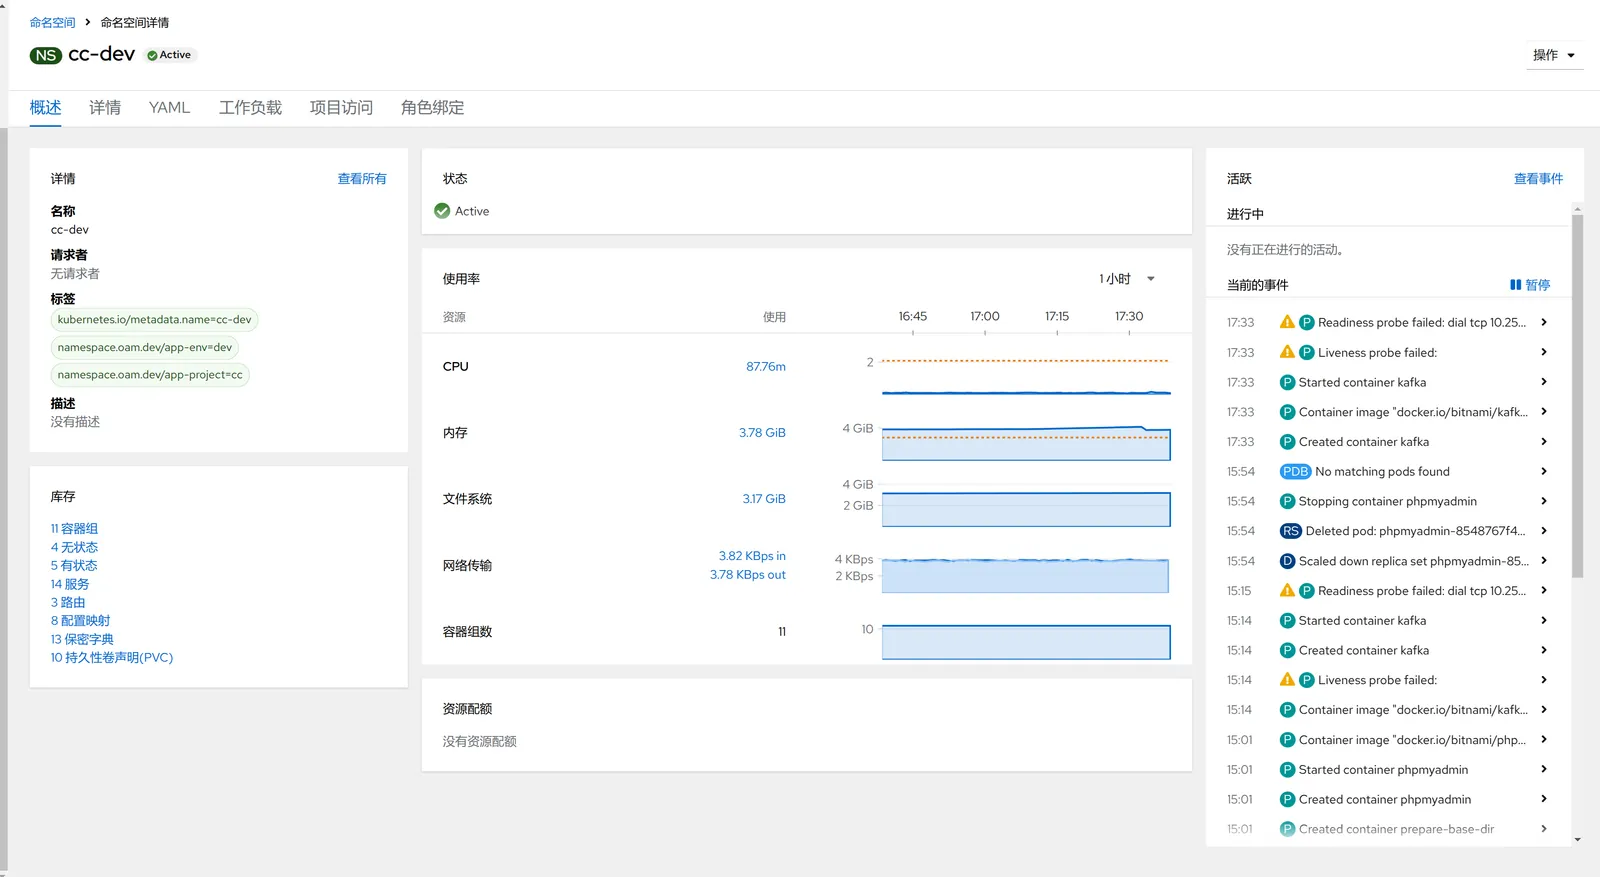 命名空间 > 命名空间详情
NS cc-dev Active
操作
概述 详情 YAML 工作负载 项目访问 角色绑定
详情 查看所有
名称
cc-dev
请求者
无请求者
标签
kubernetes.io/metadata.name=cc-dev
namespace.oam.dev/app-env=dev
namespace.oam.dev/app-project=cc
描述
没有描述
库存
11 容器组
4 无状态
5 有状态
14 服务
3 路由
8 配置映射
13 保密字典
10 持久性卷声明(PVC)
状态
Active
使用率 1 小时
资源 使用 16:45 17:00 17:15 17:30
CPU 87.76m 2
内存 3.78 GiB 4 GiB
文件系统 3.17 GiB 4 GiB
2 GiB
网络传输 3.82 KBps in 4 KBps
3.78 KBps out 2 KBps
容器组数 11 10
资源配额
没有资源配额
活跃 查看事件
进行中
没有正在进行的活动。
当前的事件 暂停
17:33 P Readiness probe failed: dial tcp 10.25...
17:33 P Liveness probe failed:
17:33 P Started container kafka
17:33 P Container image "docker.io/bitnami/kafk...
17:33 P Created container kafka
15:54 PDB No matching pods found
15:54 P Stopping container phpmyadmin
15:54 RS Deleted pod: phpmyadmin-8548767f4...
15:54 D Scaled down replica set phpmyadmin-85...
15:15 P Readiness probe failed: dial tcp 10.25...
15:14 P Started container kafka
15:14 P Created container kafka
15:14 P Liveness probe failed:
15:14 P Container image "docker.io/bitnami/kafk...
15:01 P Container image "docker.io/bitnami/php...
15:01 P Started container phpmyadmin
15:01 P Created container phpmyadmin
15:01 P Created container prepare-base-dir